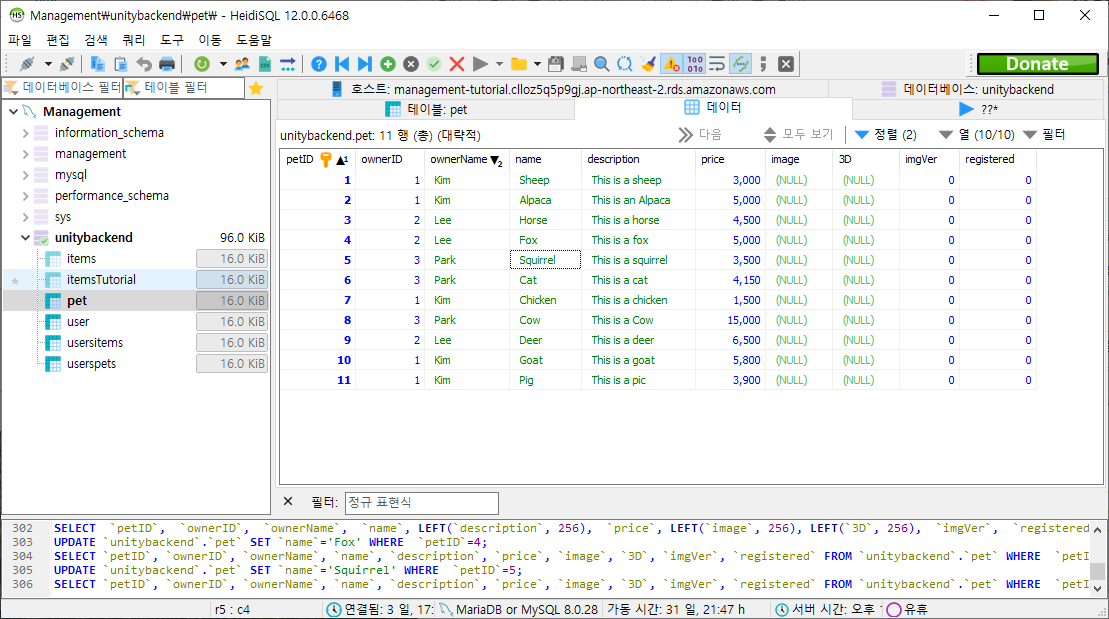 Management₩unitybackend₩pet₩ - HeidiSQL 12.0.0.6468
파일 편집 검색 쿼리 도구 이동 도움말
Donate
데이터베이스 필터 테이블 필터
호스트: management-tutorial.clloz5q5p9gj.ap-northeast-2.rds.amazonaws.com 데이터베이스: unitybackend
테이블: pet 데이터 ??*
Management
information_schema
management
mysql
performance_schema
sys
unitybackend 96.0 KiB
items 16.0 KiB
itemsTutorial 16.0 KiB
pet 16.0 KiB
user 16.0 KiB
usersitems 16.0 KiB
userspets 16.0 KiB
unitybackend.pet: 11 행 (총) (대략적) 다음 모두 보기 정렬 (2) 열 (10/10) 필터
petID 1 ownerID ownerName 2 name description price image 3D imgVer registered
1 1 Kim Sheep This is a sheep 3,000 (NULL) (NULL) 0 0
2 1 Kim Alpaca This is an Alpaca 5,000 (NULL) (NULL) 0 0
3 2 Lee Horse This is a horse 4,500 (NULL) (NULL) 0 0
4 2 Lee Fox This is a fox 5,000 (NULL) (NULL) 0 0
5 3 Park Squirrel This is a squirrel 3,500 (NULL) (NULL) 0 0
6 3 Park Cat This is a cat 4,150 (NULL) (NULL) 0 0
7 1 Kim Chicken This is a chicken 1,500 (NULL) (NULL) 0 0
8 3 Park Cow This is a Cow 15,000 (NULL) (NULL) 0 0
9 2 Lee Deer This is a deer 6,500 (NULL) (NULL) 0 0
10 1 Kim Goat This is a goat 5,800 (NULL) (NULL) 0 0
11 1 Kim Pig This is a pic 3,900 (NULL) (NULL) 0 0
필터: 정규 표현식
302 SELECT `petID`, `ownerID`, `ownerName`, `name`, LEFT(`description`, 256), `price`, LEFT(`image`, 256), LEFT(`3D`, 256), `imgVer`, `registered
303 UPDATE `unitybackend`.`pet` SET `name`='Fox' WHERE `petID`=4;
304 SELECT `petID`, `ownerID`, `ownerName`, `name`, `description`, `price`, `image`, `3D`, `imgVer`, `registered` FROM `unitybackend`.`pet` WHERE `petI
305 UPDATE `unitybackend`.`pet` SET `name`='Squirrel' WHERE `petID`=5;
306 SELECT `petID`, `ownerID`, `ownerName`, `name`, `description`, `price`, `image`, `3D`, `imgVer`, `registered` FROM `unitybackend`.`pet` WHERE `petI
r5 : c4 연결됨: 3 일, 17: MariaDB or MySQL 8.0.28 가동 시간: 31 일, 21:47 h 서버 시간: 오후 유휴